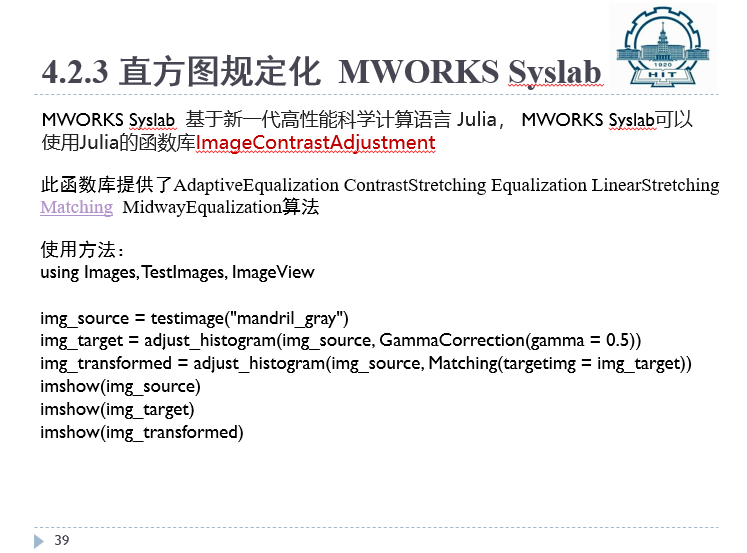 4.2.3 直方图规定化 MWORKS Syslab
1920
HIT
MWORKS Syslab 基于新一代高性能科学计算语言 Julia， MWORKS Syslab可以
使用Julia的函数库ImageContrastAdjustment
此函数库提供了AdaptiveEqualization ContrastStretching Equalization LinearStretching
Matching MidwayEqualization算法
使用方法：
using Images, TestImages, ImageView
img_source = testimage("mandril_gray")
img_target = adjust_histogram(img_source, GammaCorrection(gamma = 0.5))
img_transformed = adjust_histogram(img_source, Matching(targetimg = img_target))
imshow(img_source)
imshow(img_target)
imshow(img_transformed)
39